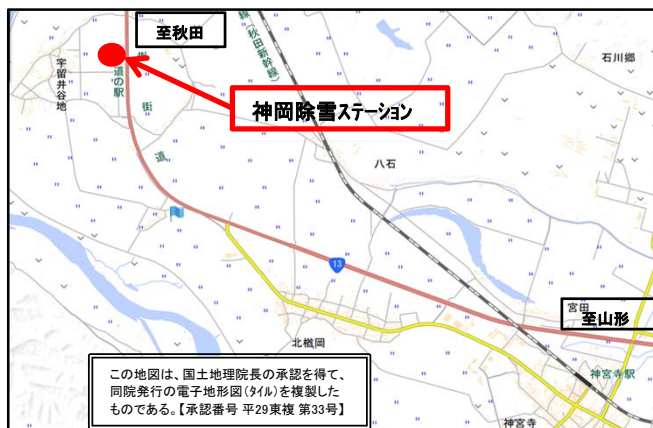 至秋田
線(秋田新幹線)
石川郷
宇留井谷地
道の駅
街
道
神岡除雪ステーション
八石
13
宮田
至山形
北楢岡
神宮寺駅
神宮寺
この地図は、国土地理院長の承認を得て、
同院発行の電子地形図(タイル)を複製した
ものである。【承認番号 平29東複 第33号】